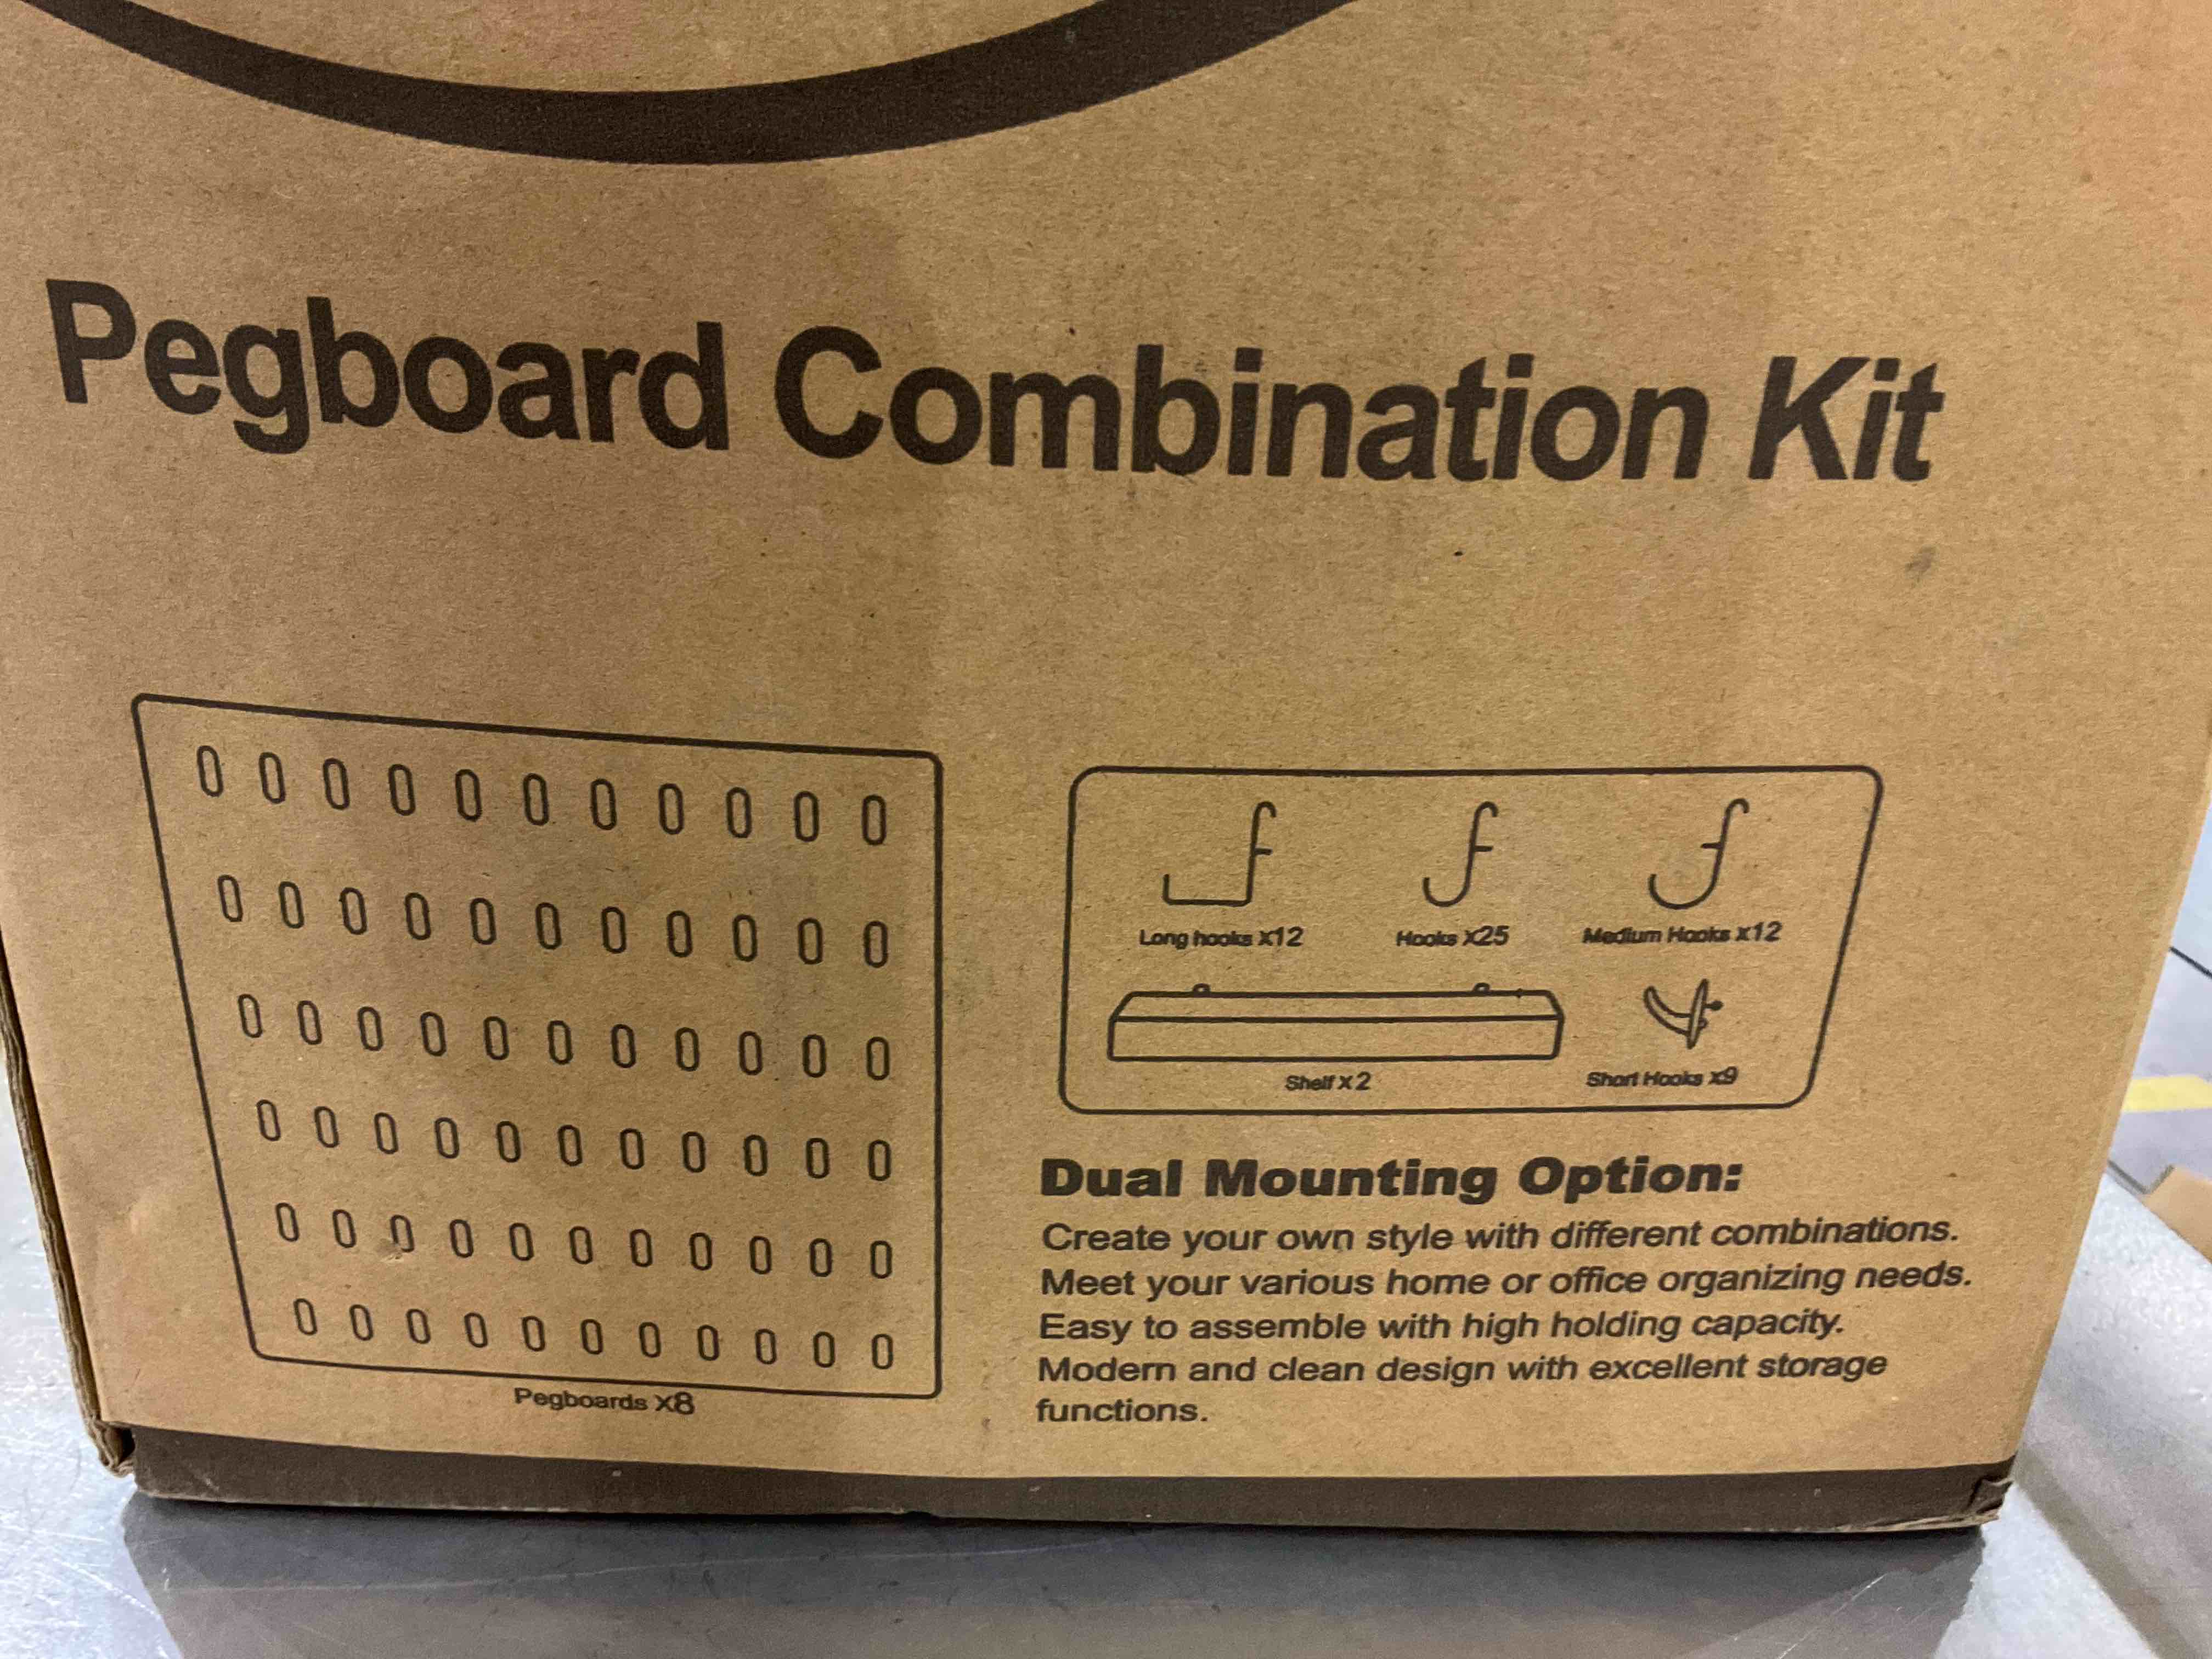 Pegboard Combination Kit
Long hooks X12
Hooks X25
Medium Hooks X12
Shelf X 2
Short Hooks X9
Pegboards X8
Dual Mounting Option:
Create your own style with different combinations.
Meet your various home or office organizing needs.
Easy to assemble with high holding capacity.
Modern and clean design with excellent storage
functions.